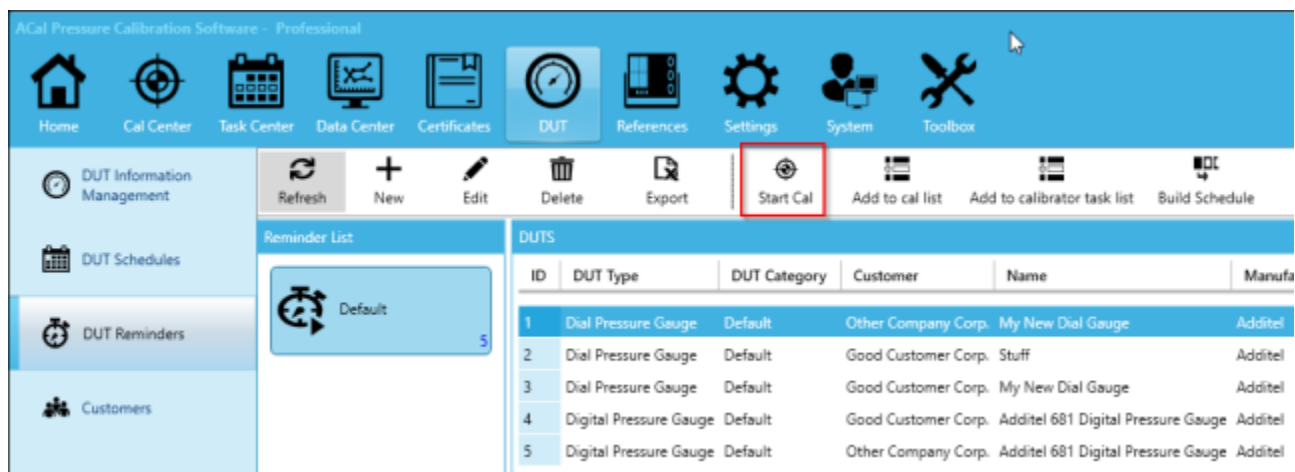 ACal Pressure Calibration Software - Professional
Home Cal Center Task Center Data Center Certificates DUT References Settings System Toolbox
DUT Information
Management
DUT Schedules
DUT Reminders
Customers
Refresh New Edit Delete Export Start Cal Add to cal list Add to calibrator task list Build Schedule
Reminder List
Default
5
DUTS
ID DUT Type DUT Category Customer Name Manufa
1 Dial Pressure Gauge Default Other Company Corp. My New Dial Gauge Additel
2 Dial Pressure Gauge Default Good Customer Corp. Stuff Additel
3 Dial Pressure Gauge Default Good Customer Corp. My New Dial Gauge Additel
4 Digital Pressure Gauge Default Good Customer Corp. Additel 681 Digital Pressure Gauge Additel
5 Digital Pressure Gauge Default Other Company Corp. Additel 681 Digital Pressure Gauge Additel